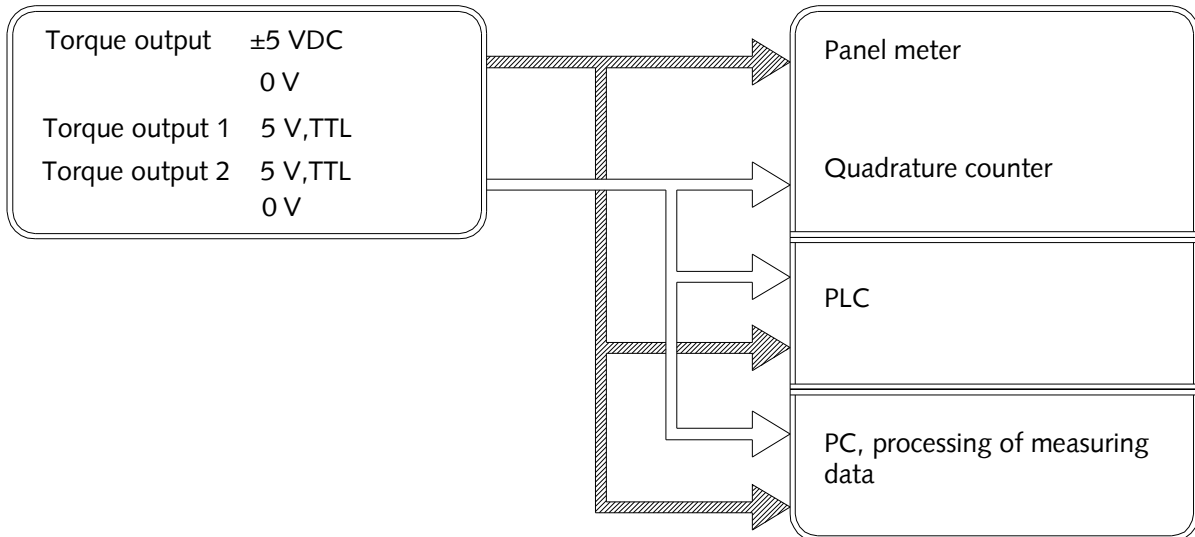 Torque output ±5 VDC
0 V
Torque output 1 5 V,TTL
Torque output 2 5 V,TTL
0 V
Panel meter
Quadrature counter
PLC
PC, processing of measuring
data